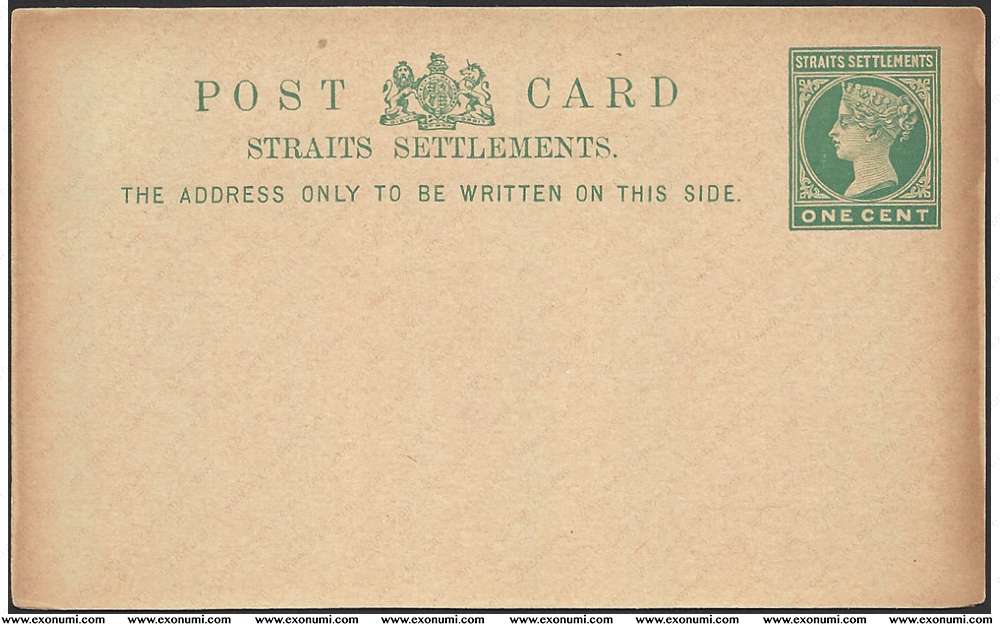 POST CARD
STRAITS SETTLEMENTS.
THE ADDRESS ONLY TO BE WRITTEN ON THIS SIDE.
STRAITS SETTLEMENTS
ONE CENT
www.exonumi.com www.exonumi.com www.exonumi.com www.exonumi.com www.exonumi.com www.exonumi.com www.exonumi.com www.exonumi.com